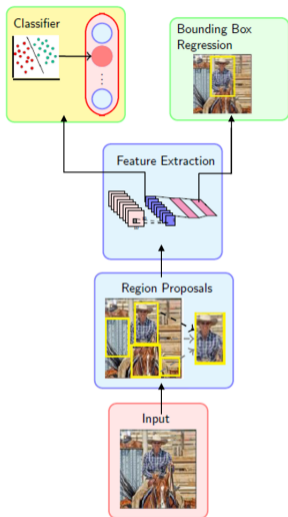 Classifier
Bounding Box
Regression
Feature Extraction
Region Proposals
Input